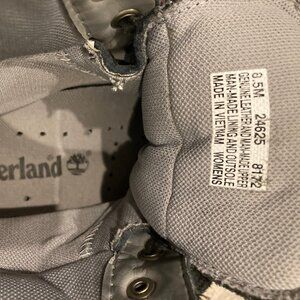 erland
8.5M 24625 8172
GENUINE LEATHER AND MAN-MADE UPPER
MAN-MADE LINING AND OUTSOLE
MADE IN VIETNAM WOMENS